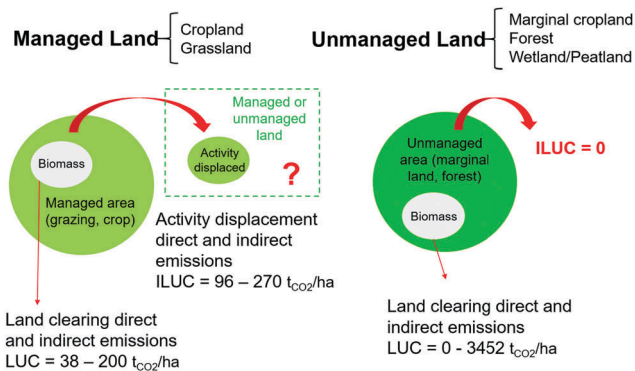 Managed Land
Cropland
Grassland
Unmanaged Land
Marginal cropland
Forest
Wetland/Peatland
Biomass
Managed area
(grazing, crop)
Managed or
unmanaged
land
Activity
displaced
?
Activity displacement
direct and indirect
emissions
ILUC = 96 – 270 tCO2/ha
Land clearing direct
and indirect emissions
LUC = 38 – 200 tCO2/ha
Unmanaged
area (marginal
land, forest)
Biomass
ILUC = 0
Land clearing direct and
indirect emissions
LUC = 0 - 3452 tCO2/ha